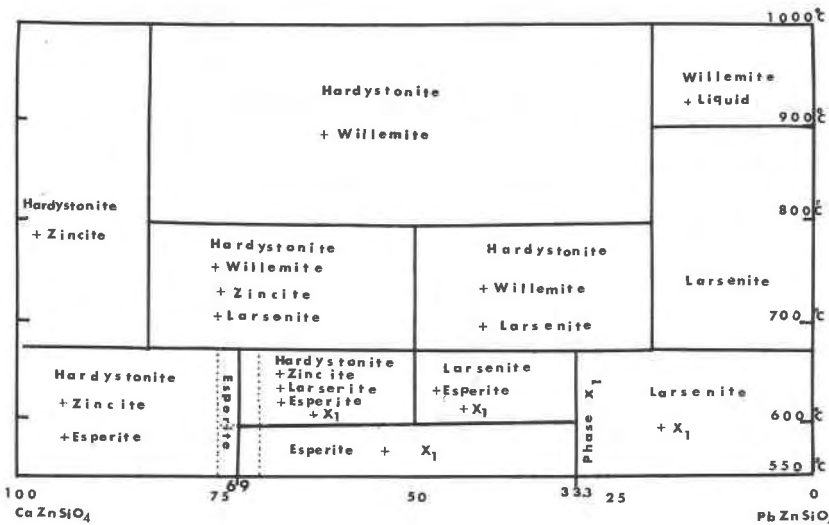 1000°C
Willemite
+ Liquid
900°C
Hardystonite
+ Willemite
Hardystonite
+ Zincite
800°C
Hardystonite
+ Willemite
+ Zincite
+ Larsonite
Hardystonite
+ Willemite
+ Larsenite
Larsenite
700°C
Hardystonite
+ Zincite
+ Esperite
Esperite
Hardystonite
+ Zincite
+ Larserite
+ Esperite
+ X₁
Larsenite
+ Esperite
+ X₁
Phase X₁
Larsenite
+ X₁
600°C
Esperite + X₁
550°C
100 75 69 50 33.3 25 0
CaZnSiO₄ PbZnSiO